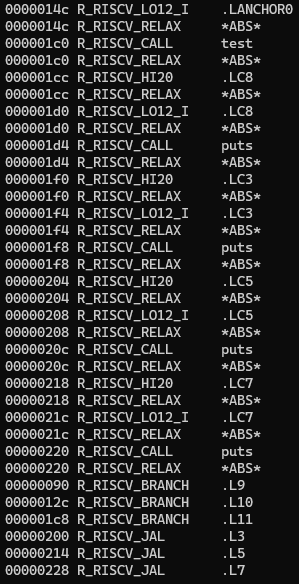 0000014c R_RISCV_LO12_I    .LANCHOR0
0000014c R_RISCV_RELAX     *ABS*
000001c0 R_RISCV_CALL      test
000001c0 R_RISCV_RELAX     *ABS*
000001cc R_RISCV_HI20      .LC8
000001cc R_RISCV_RELAX     *ABS*
000001d0 R_RISCV_LO12_I    .LC8
000001d0 R_RISCV_RELAX     *ABS*
000001d4 R_RISCV_CALL      puts
000001d4 R_RISCV_RELAX     *ABS*
000001f0 R_RISCV_HI20      .LC3
000001f0 R_RISCV_RELAX     *ABS*
000001f4 R_RISCV_LO12_I    .LC3
000001f4 R_RISCV_RELAX     *ABS*
000001f8 R_RISCV_CALL      puts
000001f8 R_RISCV_RELAX     *ABS*
00000204 R_RISCV_HI20      .LC5
00000204 R_RISCV_RELAX     *ABS*
00000208 R_RISCV_LO12_I    .LC5
00000208 R_RISCV_RELAX     *ABS*
0000020c R_RISCV_CALL      puts
0000020c R_RISCV_RELAX     *ABS*
00000218 R_RISCV_HI20      .LC7
00000218 R_RISCV_RELAX     *ABS*
0000021c R_RISCV_LO12_I    .LC7
0000021c R_RISCV_RELAX     *ABS*
00000220 R_RISCV_CALL      puts
00000220 R_RISCV_RELAX     *ABS*
00000090 R_RISCV_BRANCH    .L9
0000012c R_RISCV_BRANCH    .L10
000001c8 R_RISCV_BRANCH    .L11
00000200 R_RISCV_JAL       .L3
00000214 R_RISCV_JAL       .L5
00000228 R_RISCV_JAL       .L7